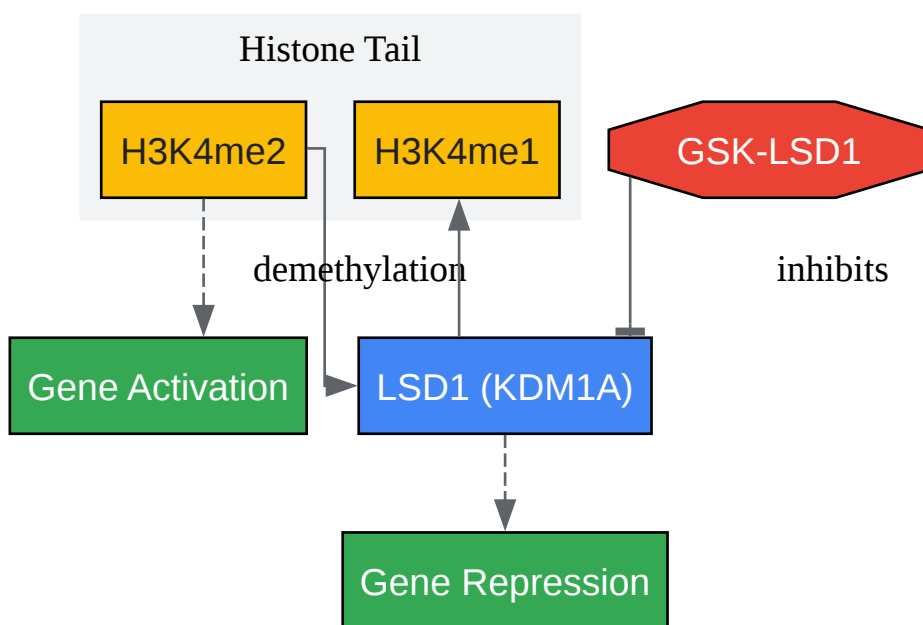 Histone Tail
H3K4me2
H3K4me1
GSK-LSD1
demethylation
inhibits
Gene Activation
LSD1 (KDM1A)
Gene Repression